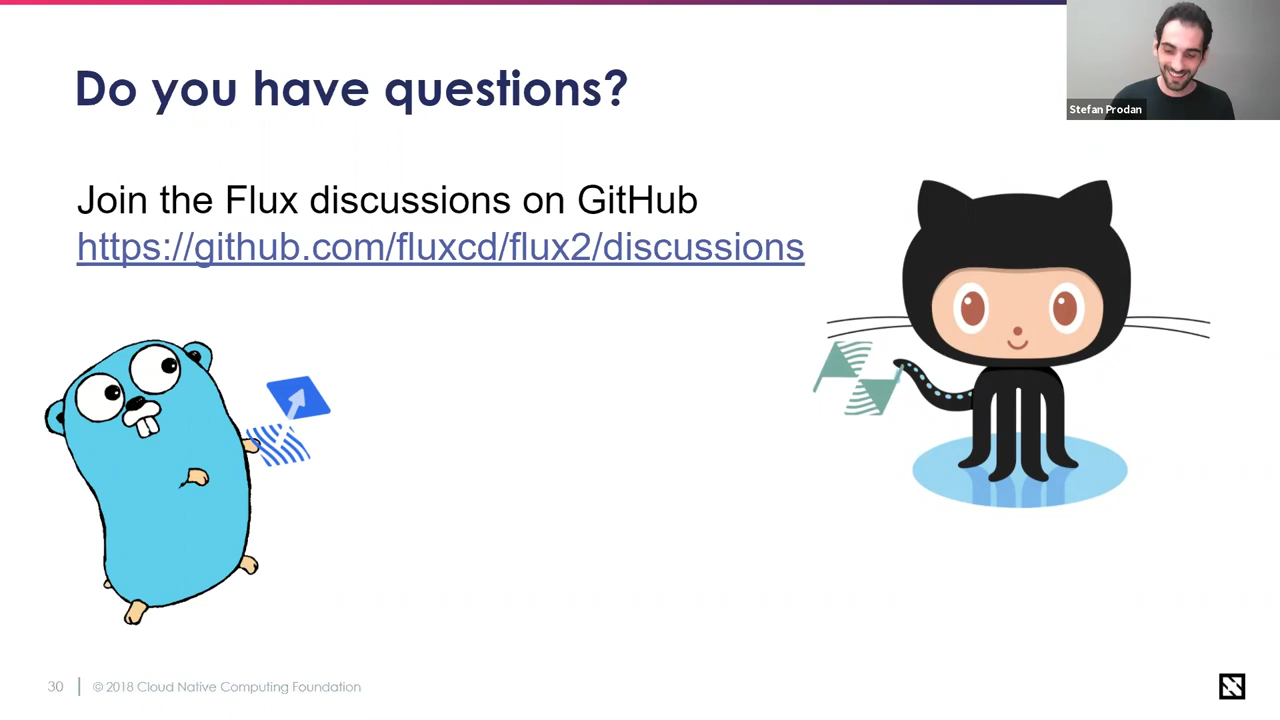 Do you have questions?
Stefan Prodan
Join the Flux discussions on GitHub
https://github.com/fluxcd/flux2/discussions
30
© 2018 Cloud Native Computing Foundation